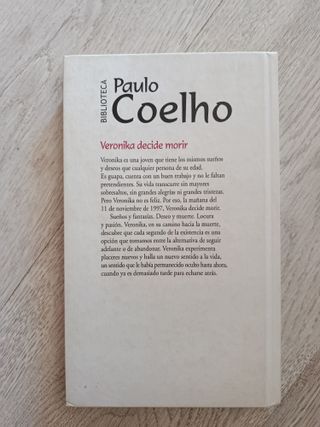 BIBLIOTECA
Paulo
Coelho
Veronika decide morir
Veronika es una joven que tiene los mismos sueños
y deseos que cualquier persona de su edad.
Es guapa, cuenta con un buen trabajo y no le faltan
pretendientes. Su vida transcurre sin mayores
sobresaltos, sin grandes alegrías ni grandes tristezas.
Pero Veronika no es feliz. Por eso, la mañana del
11 de noviembre de 1997, Veronika decide morir.
Sueños y fantasías. Deseo y muerte. Locura
y pasión. Veronika, en su camino hacia la muerte,
descubre que cada segundo de la existencia es una
opción que tomamos entre la alternativa de seguir
adelante o de abandonar. Veronika experimenta
placeres nuevos y halla un nuevo sentido a la vida,
un sentido que le había permanecido oculto hasta ahora,
cuando ya es demasiado tarde para echarse atrás.